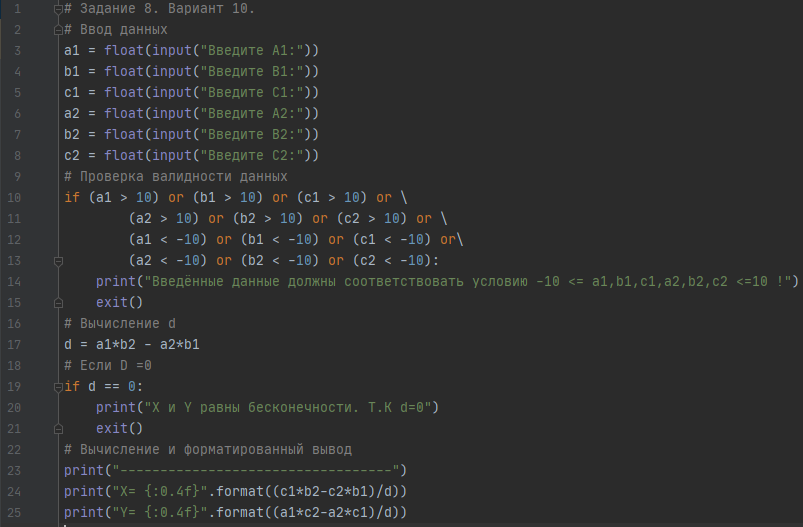 1 # Задание 8. Вариант 10.
2 # Ввод данных
3 a1 = float(input("Введите A1:"))
4 b1 = float(input("Введите B1:"))
5 c1 = float(input("Введите C1:"))
6 a2 = float(input("Введите A2:"))
7 b2 = float(input("Введите B2:"))
8 c2 = float(input("Введите C2:"))
9 # Проверка валидности данных
10 if (a1 > 10) or (b1 > 10) or (c1 > 10) or \
11         (a2 > 10) or (b2 > 10) or (c2 > 10) or \
12         (a1 < -10) or (b1 < -10) or (c1 < -10) or\
13         (a2 < -10) or (b2 < -10) or (c2 < -10):
14     print("Введённые данные должны соответствовать условию -10 <= a1,b1,c1,a2,b2,c2 <=10 !")
15     exit()
16 # Вычисление d
17 d = a1*b2 - a2*b1
18 # Если D =0
19 if d == 0:
20     print("X и Y равны бесконечности. Т.К d=0")
21     exit()
22 # Вычисление и форматированный вывод
23 print("----------------------------------")
24 print("X= {:0.4f}".format((c1*b2-c2*b1)/d))
25 print("Y= {:0.4f}".format((a1*c2-a2*c1)/d))